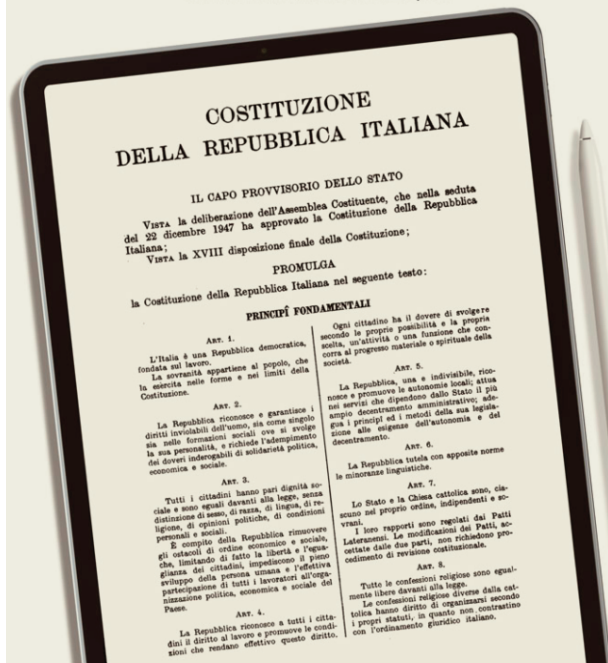 COSTITUZIONE
DELLA REPUBBLICA ITALIANA
IL CAPO PROVVISORIO DELLO STATO
VISTA la deliberazione dell'Assemblea Costituente, che nella seduta
del 22 dicembre 1947 ha approvato la Costituzione della Repubblica
Italiana;
VISTA la XVIII disposizione finale della Costituzione;
PROMULGA
la Costituzione della Repubblica Italiana nel seguente testo:
PRINCIPÎ FONDAMENTALI
ART. 1.
L'Italia è una Repubblica democratica,
fondata sul lavoro.
La sovranità appartiene al popolo, che
la esercita nelle forme e nei limiti della
Costituzione.
ART. 2.
La Repubblica riconosce e garantisce i
diritti inviolabili dell'uomo, sia come singolo
sia nelle formazioni sociali ove si svolge
la sua personalità, e richiede l'adempimento
dei doveri inderogabili di solidarietà politica,
economica e sociale.
ART. 3.
Tutti i cittadini hanno pari dignità so-
ciale e sono eguali davanti alla legge, senza
distinzione di sesso, di razza, di lingua, di re-
ligione, di opinioni politiche, di condizioni
personali e sociali.
È compito della Repubblica rimuovere
gli ostacoli di ordine economico e sociale,
che, limitando di fatto la libertà e l'egua-
glianza dei cittadini, impediscono il pieno
sviluppo della persona umana e l'effettiva
partecipazione di tutti i lavoratori all'orga-
nizzazione politica, economica e sociale del
Paese.
ART. 4.
La Repubblica riconosce a tutti i citta-
dini il diritto al lavoro e promuove le condi-
zioni che rendano effettivo questo diritto.
Ogni cittadino ha il dovere di svolgere
secondo le proprie possibilità e la propria
scelta, un'attività o una funzione che con-
corra al progresso materiale o spirituale della
società.
ART. 5.
La Repubblica, una e indivisibile, rico-
nosce e promuove le autonomie locali; attua
nei servizi che dipendono dallo Stato il più
ampio decentramento amministrativo; ade-
gua i principî ed i metodi della sua legisla-
zione alle esigenze dell'autonomia e del
decentramento.
ART. 6.
La Repubblica tutela con apposite norme
le minoranze linguistiche.
ART. 7.
Lo Stato e la Chiesa cattolica sono, cia-
scuno nel proprio ordine, indipendenti e so-
vrani.
I loro rapporti sono regolati dai Patti
Lateranensi. Le modificazioni dei Patti, ac-
cettate dalle due parti, non richiedono pro-
cedimento di revisione costituzionale.
ART. 8.
Tutte le confessioni religiose sono egual-
mente libere davanti alla legge.
Le confessioni religiose diverse dalla cat-
tolica hanno diritto di organizzarsi secondo
i propri statuti, in quanto non contrastino
con l'ordinamento giuridico italiano.